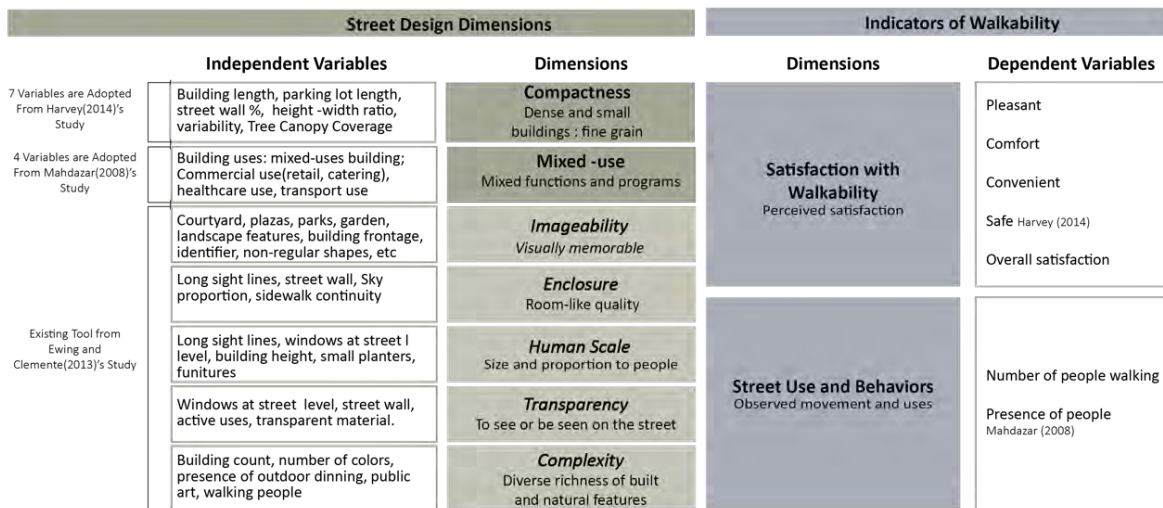 Street Design Dimensions
Indicators of Walkability
Independent Variables
Dimensions
Dimensions
Dependent Variables
7 Variables are Adopted
From Harvey(2014)'s
Study
Building length, parking lot length,
street wall %,  height -width ratio,
variability, Tree Canopy Coverage
Compactness
Dense and small
buildings : fine grain
4 Variables are Adopted
From Mahdazar(2008)'s
Study
Building uses: mixed-uses building;
Commercial use(retail, catering),
healthcare use, transport use
Mixed -use
Mixed functions and programs
Existing Tool from
Ewing and
Clemente(2013)'s Study
Courtyard, plazas, parks, garden,
landscape features, building frontage,
identifier, non-regular shapes, etc
Imageability
Visually memorable
Long sight lines, street wall, Sky
proportion, sidewalk continuity
Enclosure
Room-like quality
Long sight lines, windows at street l
level, building height, small planters,
funitures
Human Scale
Size and proportion to people
Windows at street  level, street wall,
active uses, transparent material.
Transparency
To see or be seen on the street
Building count, number of colors,
presence of outdoor dinning, public
art, walking people
Complexity
Diverse richness of built
and natural features
Satisfaction with
Walkability
Perceived satisfaction
Pleasant
Comfort
Convenient
Safe Harvey (2014)
Overall satisfaction
Street Use and Behaviors
Observed movement and uses
Number of people walking
Presence of people
Mahdazar (2008)